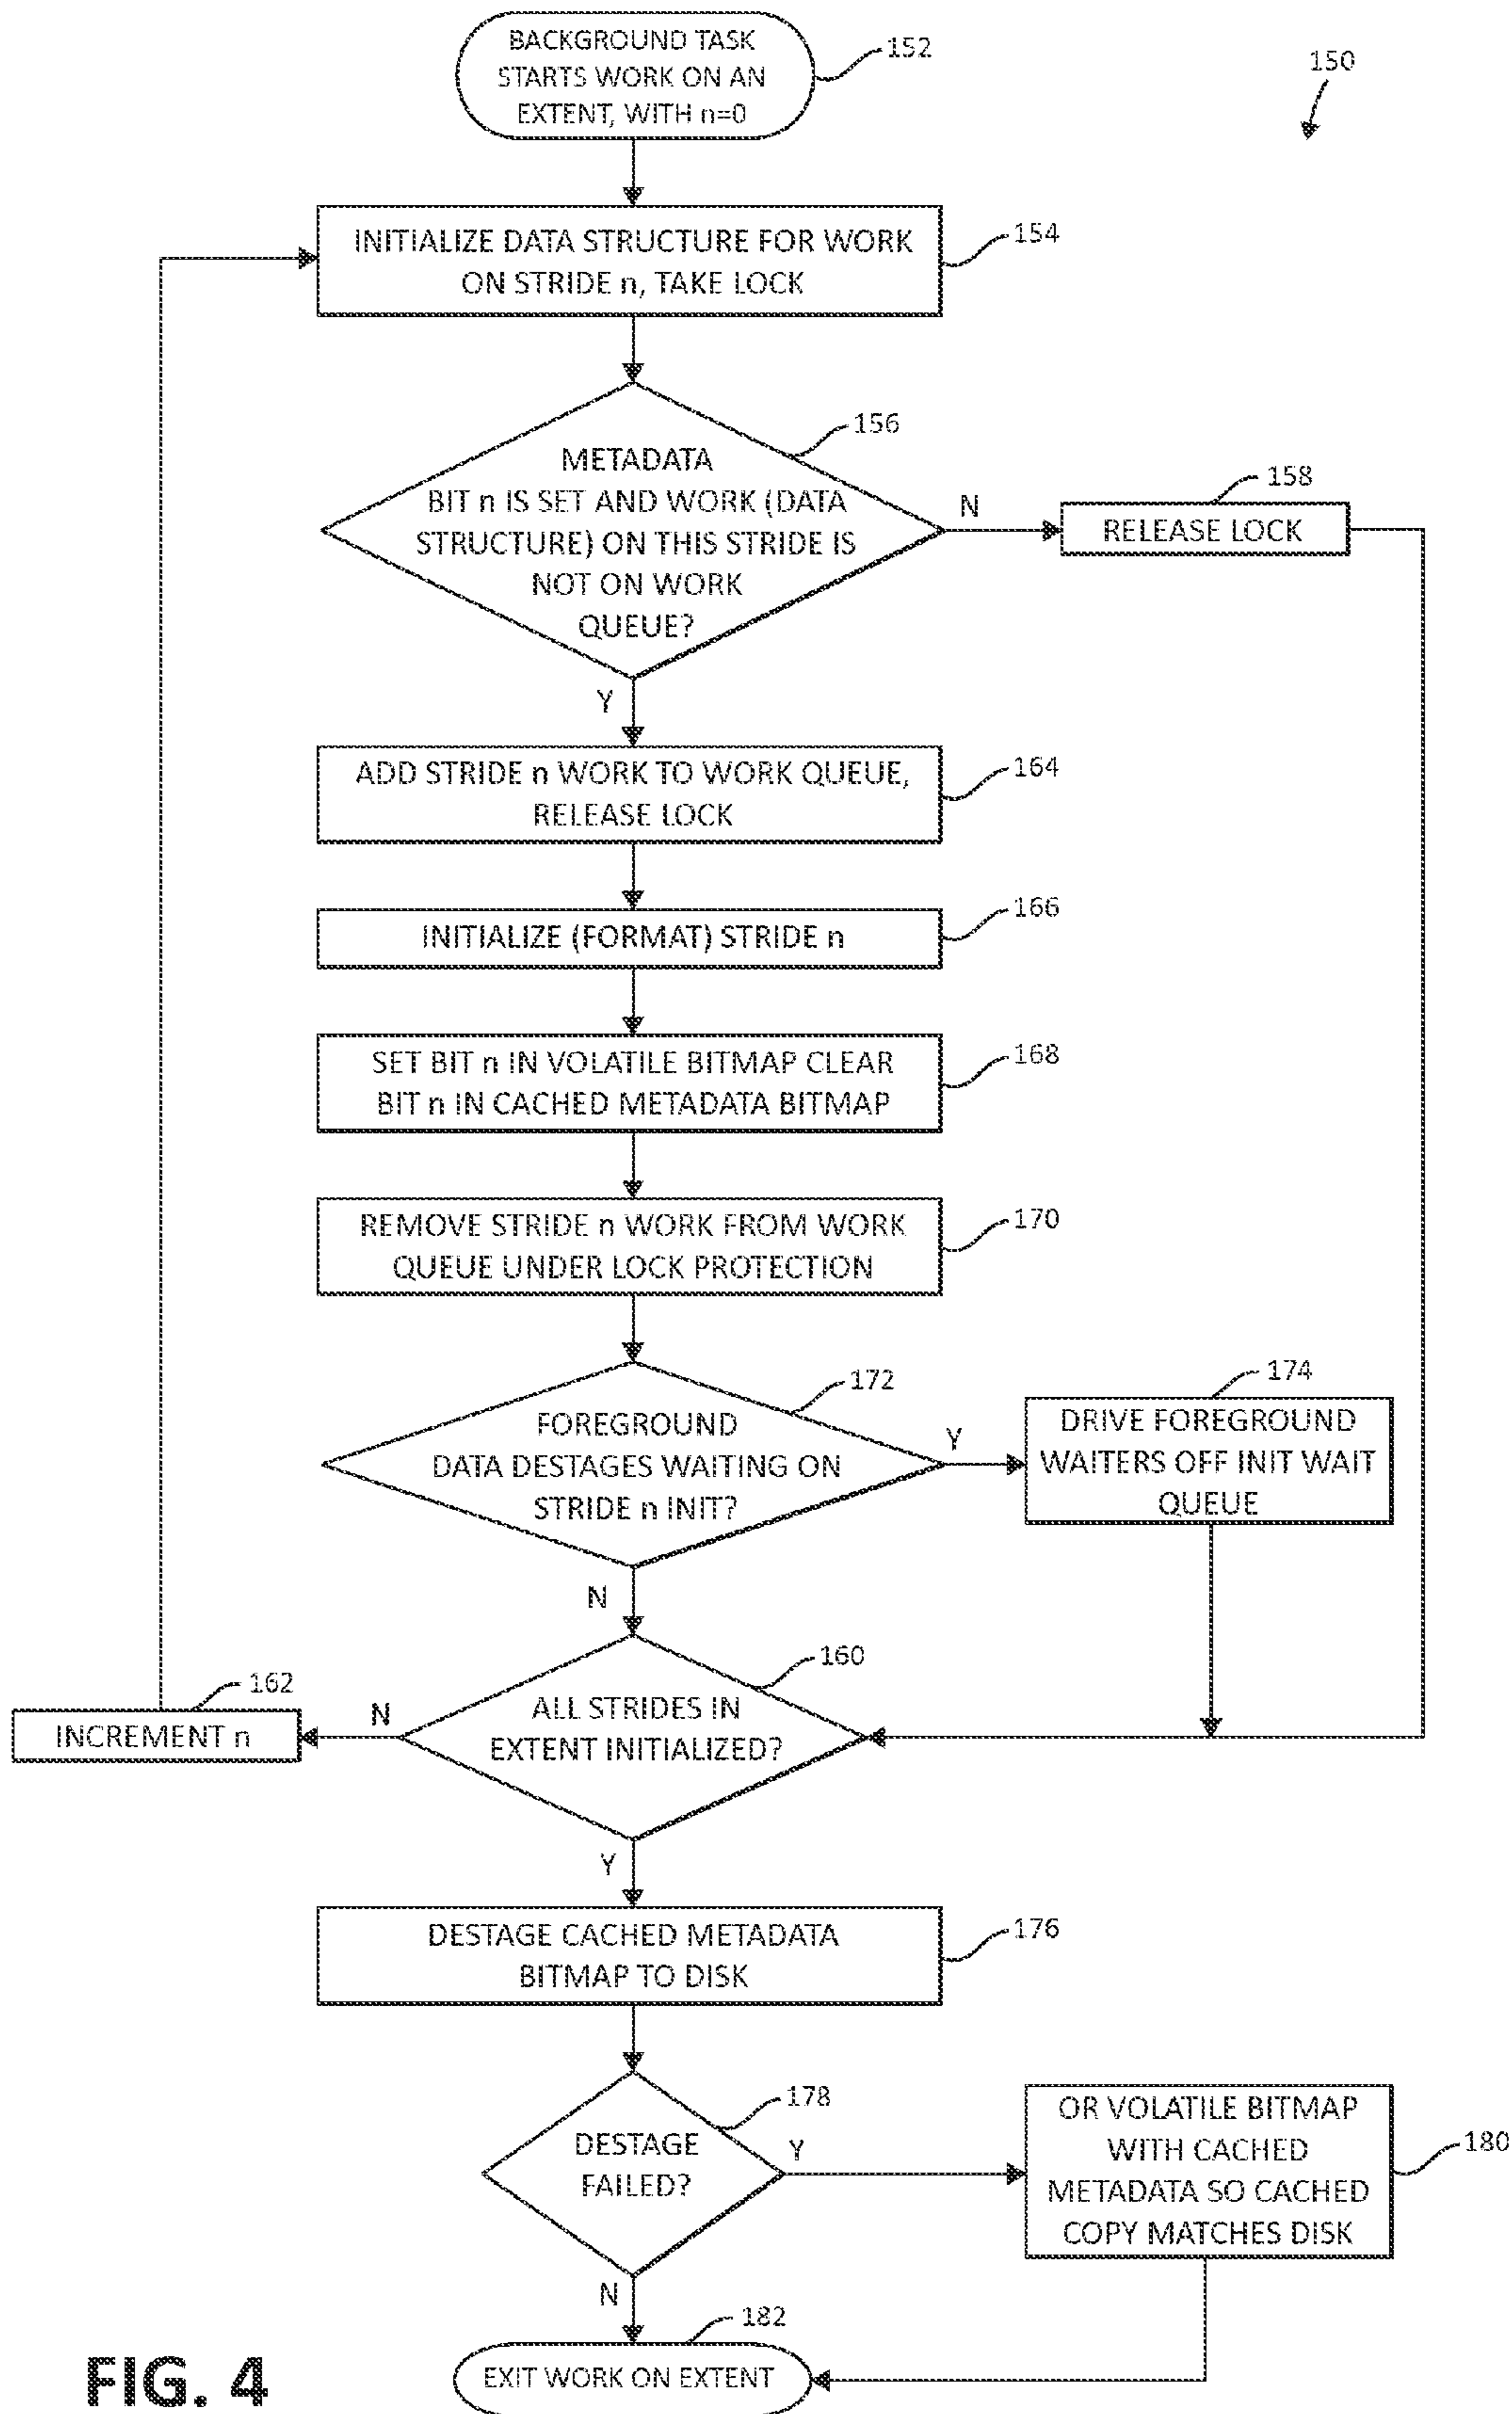 BACKGROUND TASK
STARTS WORK ON AN
EXTENT, WITH n=0
152
150
INITIALIZE DATA STRUCTURE FOR WORK
ON STRIDE n, TAKE LOCK
154
METADATA
BIT n IS SET AND WORK (DATA
STRUCTURE) ON THIS STRIDE IS
NOT ON WORK
QUEUE?
156
N
RELEASE LOCK
158
Y
ADD STRIDE n WORK TO WORK QUEUE,
RELEASE LOCK
164
INITIALIZE (FORMAT) STRIDE n
166
SET BIT n IN VOLATILE BITMAP CLEAR
BIT n IN CACHED METADATA BITMAP
168
REMOVE STRIDE n WORK FROM WORK
QUEUE UNDER LOCK PROTECTION
170
FOREGROUND
DATA DESTAGES WAITING ON
STRIDE n INIT?
172
Y
DRIVE FOREGROUND
WAITERS OFF INIT WAIT
QUEUE
174
N
ALL STRIDES IN
EXTENT INITIALIZED?
160
N
INCREMENT n
162
Y
DESTAGE CACHED METADATA
BITMAP TO DISK
176
DESTAGE
FAILED?
178
Y
OR VOLATILE BITMAP
WITH CACHED
METADATA SO CACHED
COPY MATCHES DISK
180
N
EXIT WORK ON EXTENT
182
FIG. 4